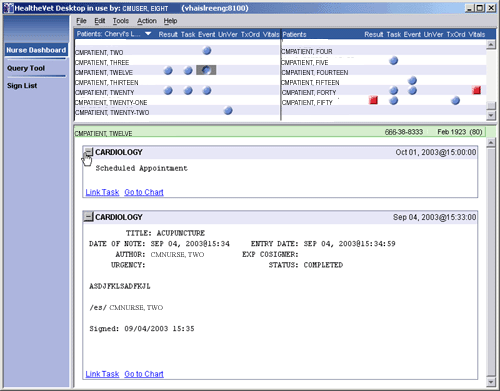 HealtheVet Desktop in use by: CMUSER, EIGHT (vhaislreeng:8100)
File Edit Tools Action Help
Nurse Dashboard
Query Tool
Sign List
Patients: Cheryl's L... Result Task Event UnVer TxOrd Vitals Patients Result Task Event UnVer TxOrd Vitals
CMPATIENT, TWO
CMPATIENT, THREE
CMPATIENT, TWELVE
CMPATIENT, THIRTEEN
CMPATIENT, TWENTY
CMPATIENT, TWENTY-ONE
CMPATIENT, TWENTY-TWO
CMPATIENT, FOUR
CMPATIENT, FIVE
CMPATIENT, FOURTEEN
CMPATIENT, FIFTEEN
CMPATIENT, FORTY
CMPATIENT, FIFTY
CMPATIENT, TWELVE 666-38-8333 Feb 1923 (80)
CARDIOLOGY Oct 01, 2003@15:00:00
Scheduled Appointment
Link Task Go to Chart
CARDIOLOGY Sep 04, 2003@15:33:00
TITLE: ACUPUNCTURE
DATE OF NOTE: SEP 04, 2003@15:34 ENTRY DATE: SEP 04, 2003@15:34:59
AUTHOR: CMNURSE, TWO EXP COSIGNER:
URGENCY: STATUS: COMPLETED
ASDJFKLSADFKJL
/es/ CMNURSE, TWO
Signed: 09/04/2003 15:35
Link Task Go to Chart